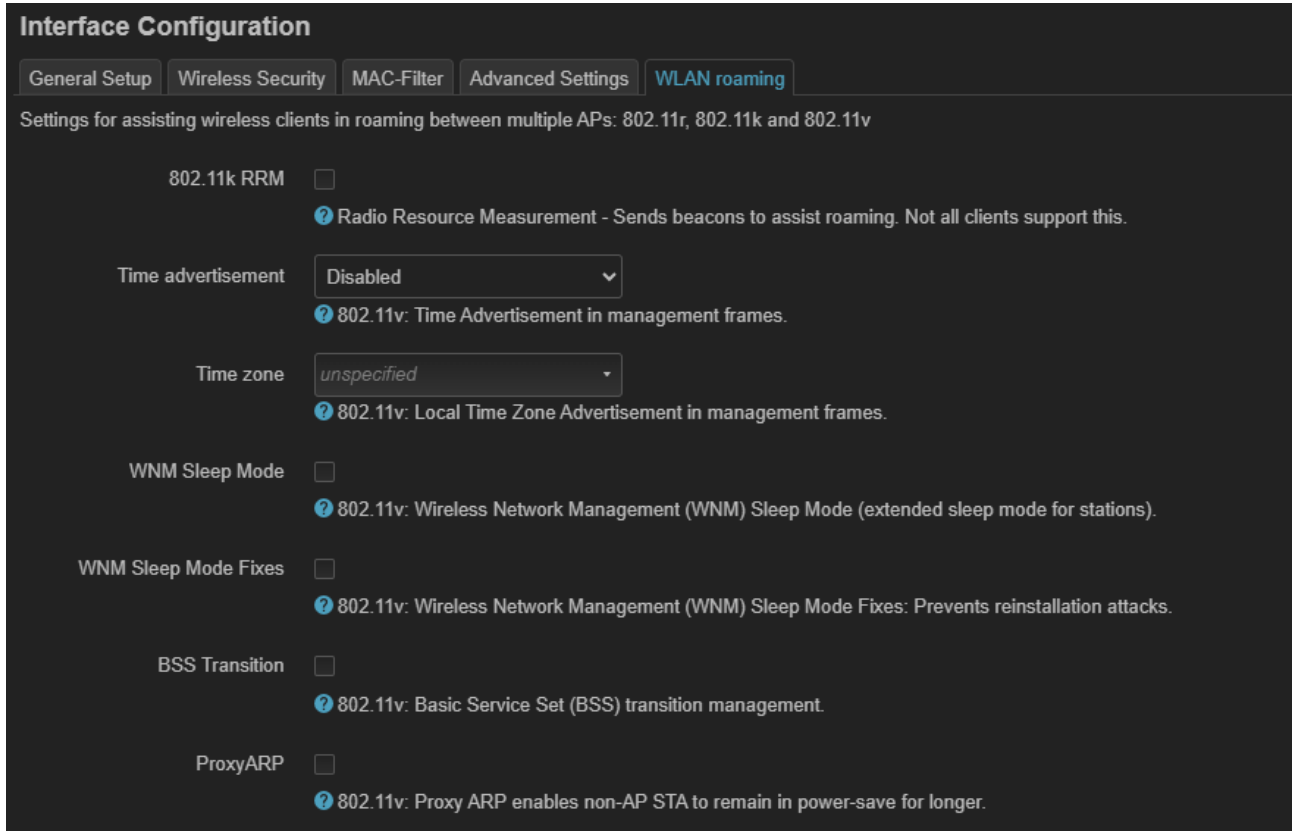 Interface Configuration
General Setup
Wireless Security
MAC-Filter
Advanced Settings
WLAN roaming
Settings for assisting wireless clients in roaming between multiple APs: 802.11r, 802.11k and 802.11v
802.11k RRM
Radio Resource Measurement - Sends beacons to assist roaming. Not all clients support this.
Time advertisement
Disabled
802.11v: Time Advertisement in management frames.
Time zone
unspecified
802.11v: Local Time Zone Advertisement in management frames.
WNM Sleep Mode
802.11v: Wireless Network Management (WNM) Sleep Mode (extended sleep mode for stations).
WNM Sleep Mode Fixes
802.11v: Wireless Network Management (WNM) Sleep Mode Fixes: Prevents reinstallation attacks.
BSS Transition
802.11v: Basic Service Set (BSS) transition management.
ProxyARP
802.11v: Proxy ARP enables non-AP STA to remain in power-save for longer.